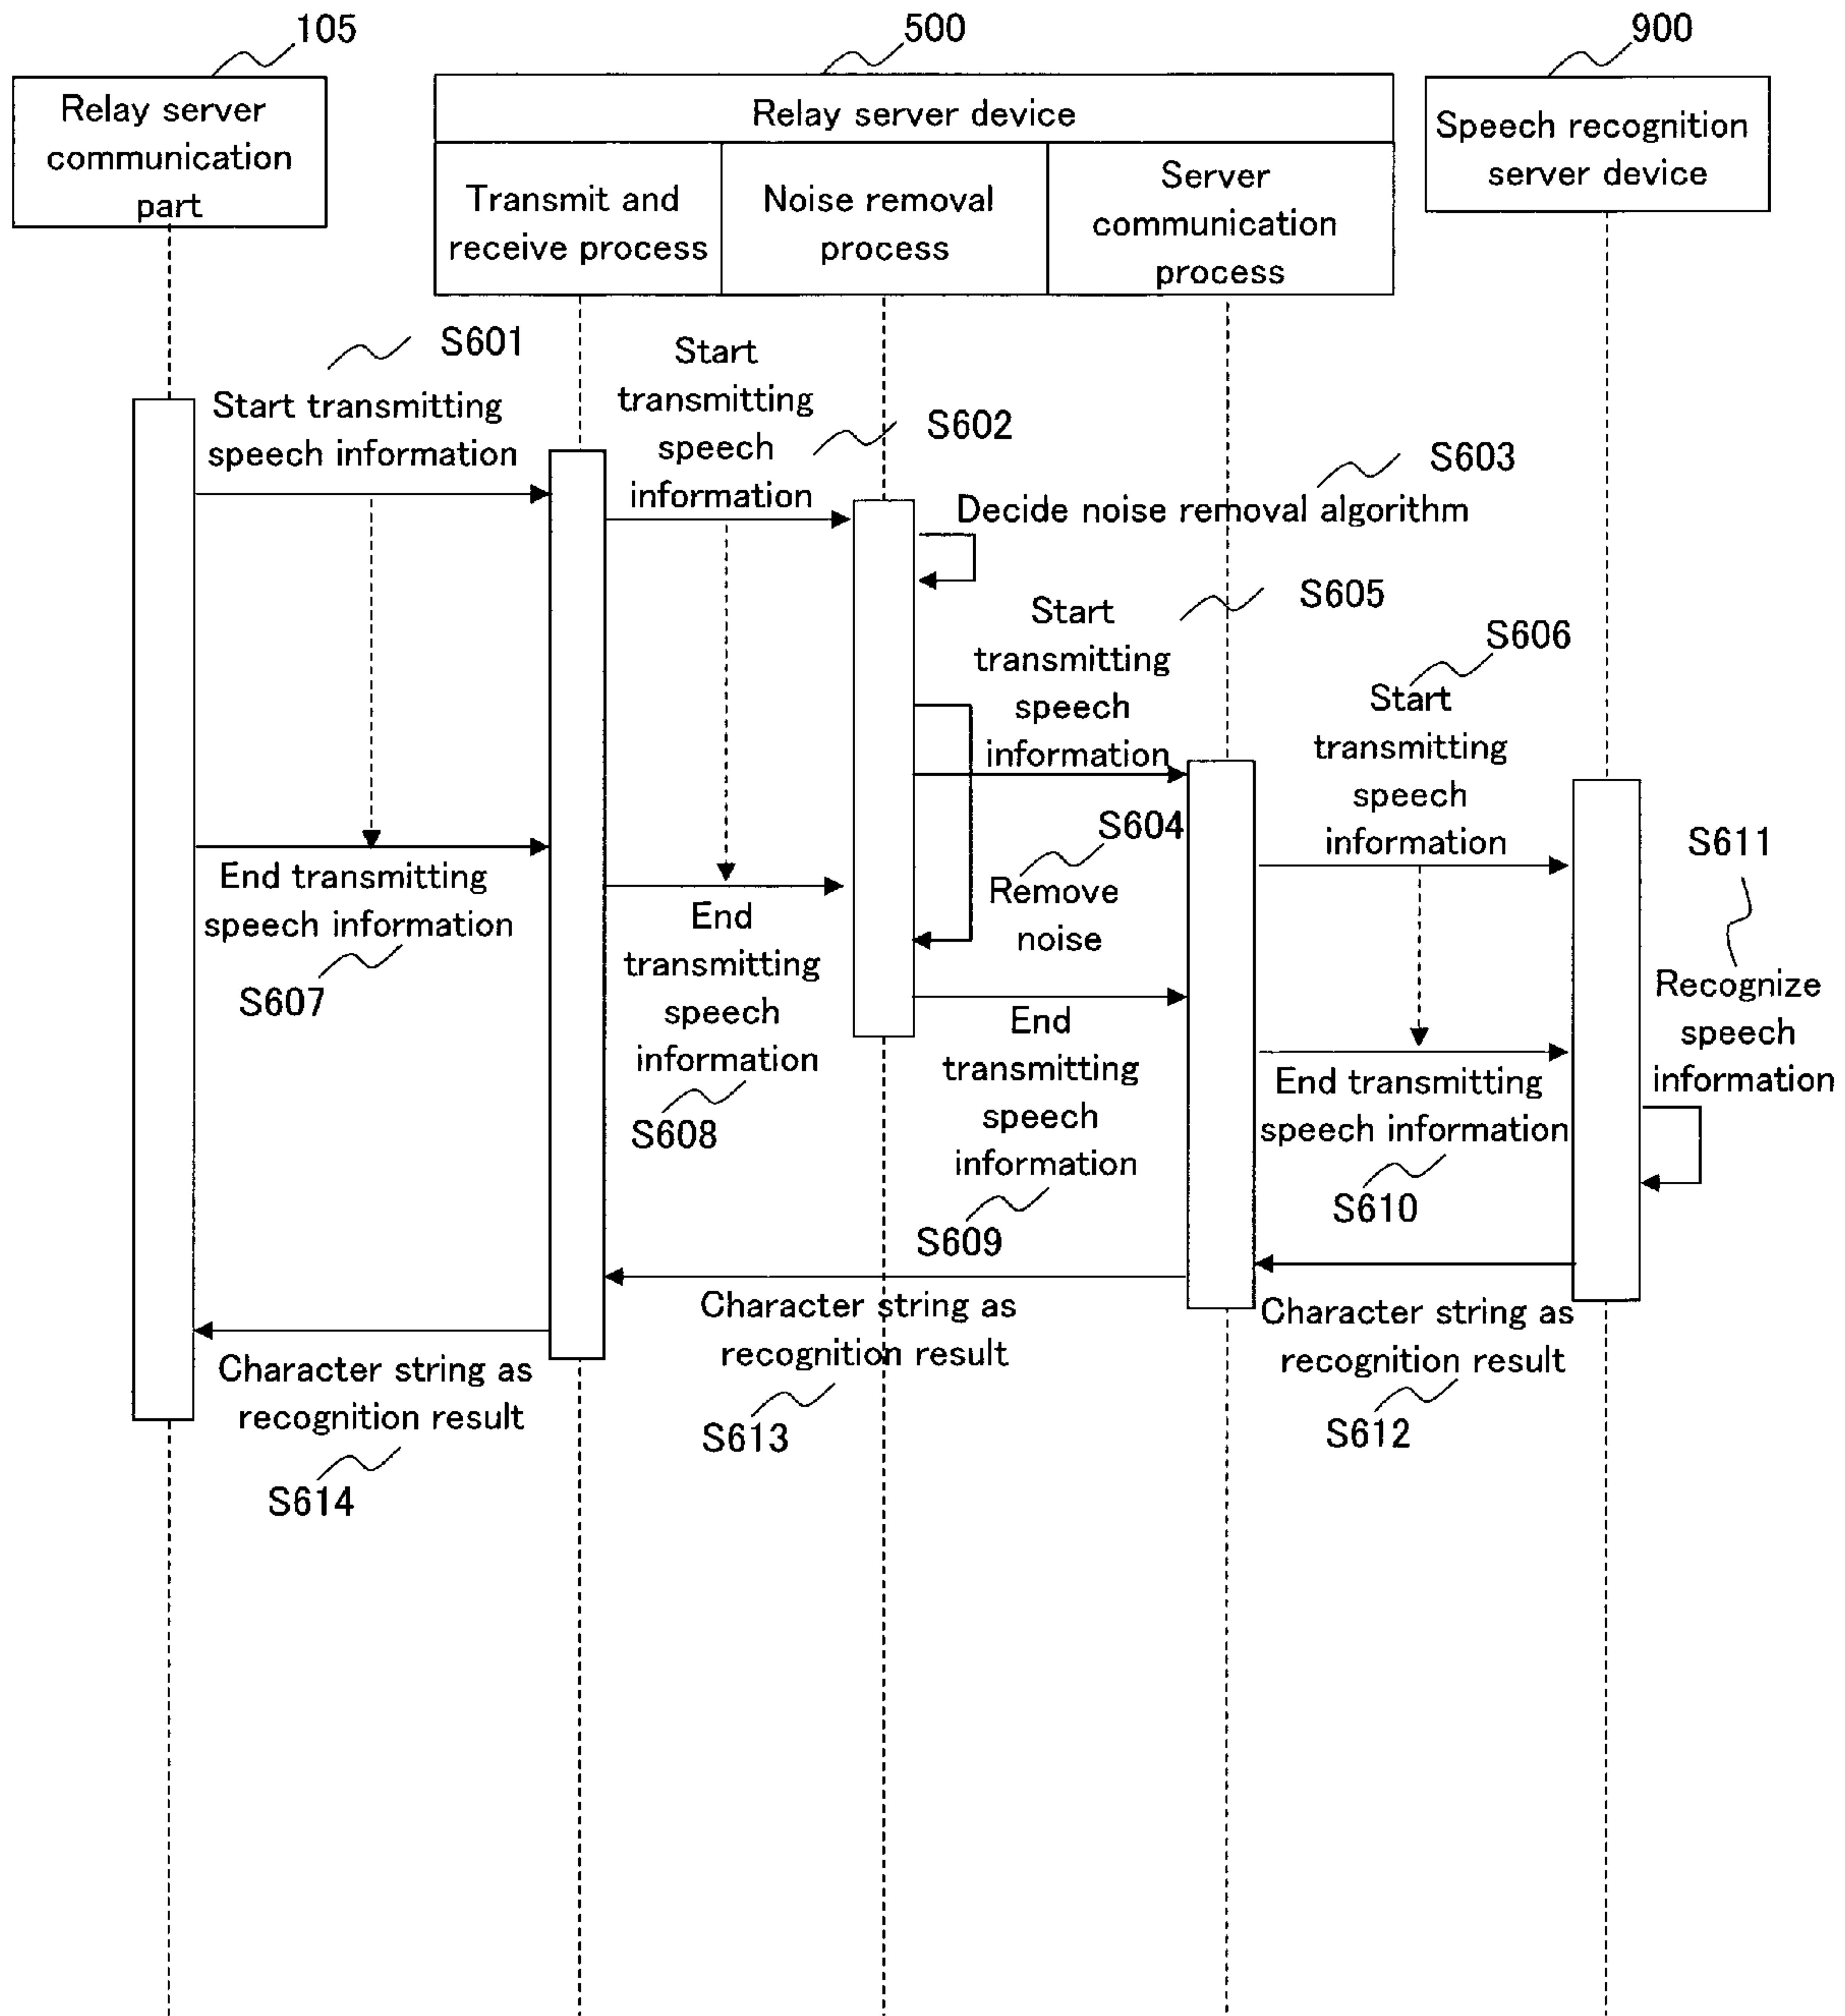 105
500
900
Relay server
communication
part
Relay server device
Transmit and
receive process
Noise removal
process
Server
communication
process
Speech recognition
server device
S601
Start transmitting
speech information
Start
transmitting
speech
information
S602
S603
Decide noise removal algorithm
S605
Start
transmitting
speech
information
S606
Start
transmitting
speech
information
S604
Remove
noise
S611
Recognize
speech
information
End transmitting
speech information
S607
End
transmitting
speech
information
S608
End
transmitting
speech
information
S609
End transmitting
speech information
S610
Character string as
recognition result
S612
Character string as
recognition result
S613
Character string as
recognition result
S614